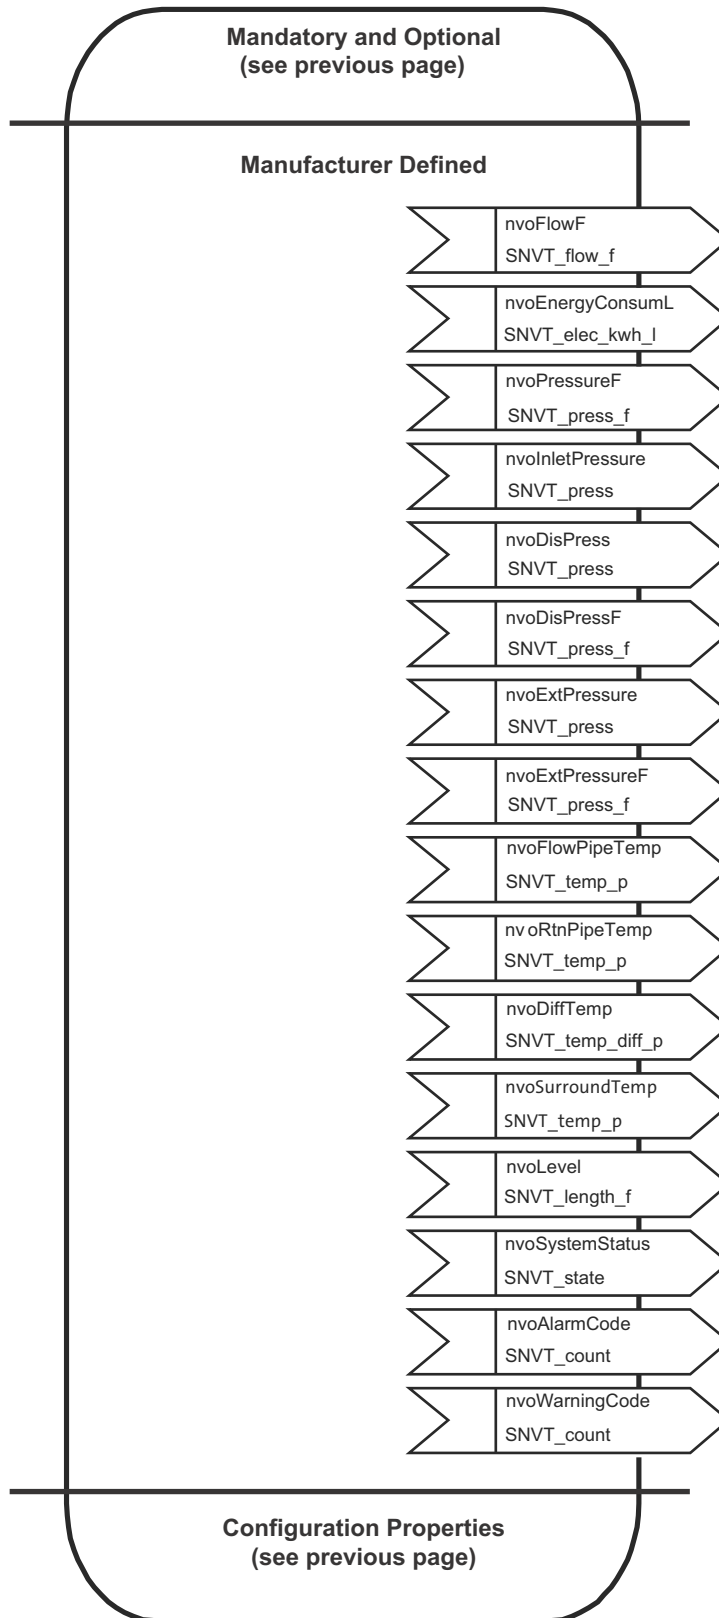 Mandatory and Optional
(see previous page)
Manufacturer Defined
nvoFlowF
SNVT_flow_f
nvoEnergyConsumL
SNVT_elec_kwh_l
nvoPressureF
SNVT_press_f
nvoInletPressure
SNVT_press
nvoDisPress
SNVT_press
nvoDisPressF
SNVT_press_f
nvoExtPressure
SNVT_press
nvoExtPressureF
SNVT_press_f
nvoFlowPipeTemp
SNVT_temp_p
nvoRtnPipeTemp
SNVT_temp_p
nvoDiffTemp
SNVT_temp_diff_p
nvoSurroundTemp
SNVT_temp_p
nvoLevel
SNVT_length_f
nvoSystemStatus
SNVT_state
nvoAlarmCode
SNVT_count
nvoWarningCode
SNVT_count
Configuration Properties
(see previous page)